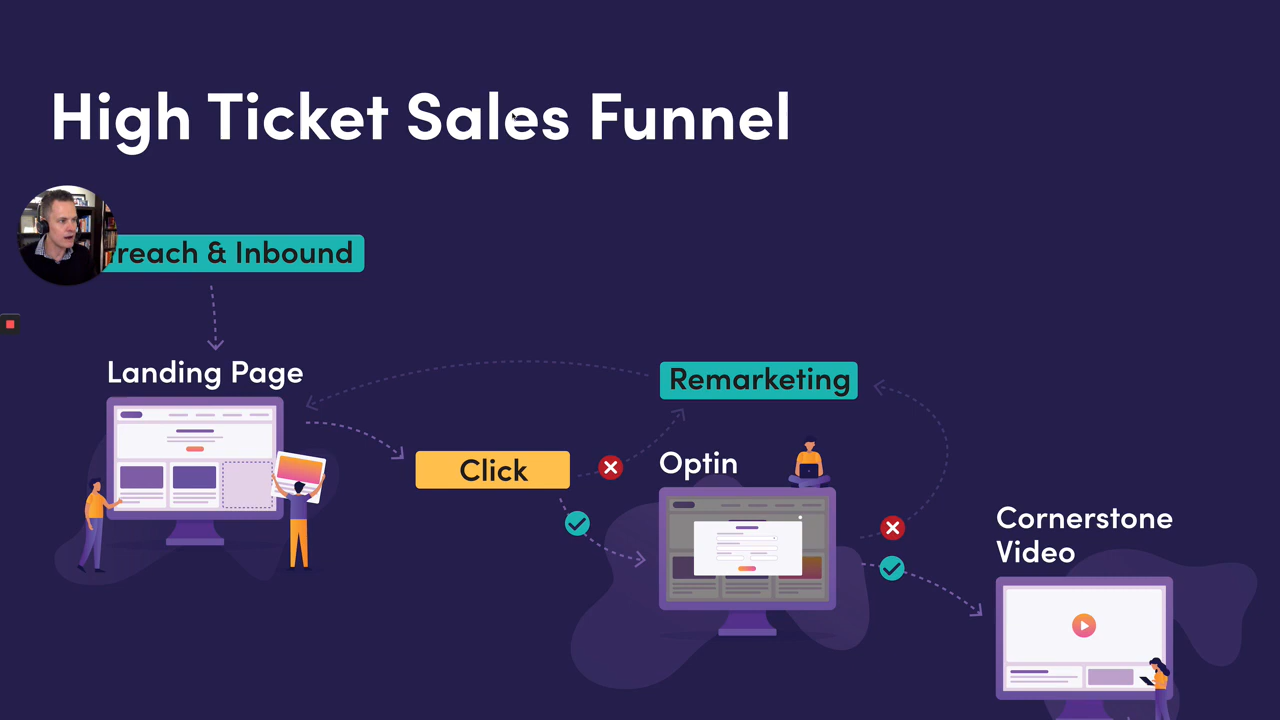 High Ticket Sales Funnel
reach & Inbound
Landing Page
Remarketing
Click
Optin
Cornerstone
Video